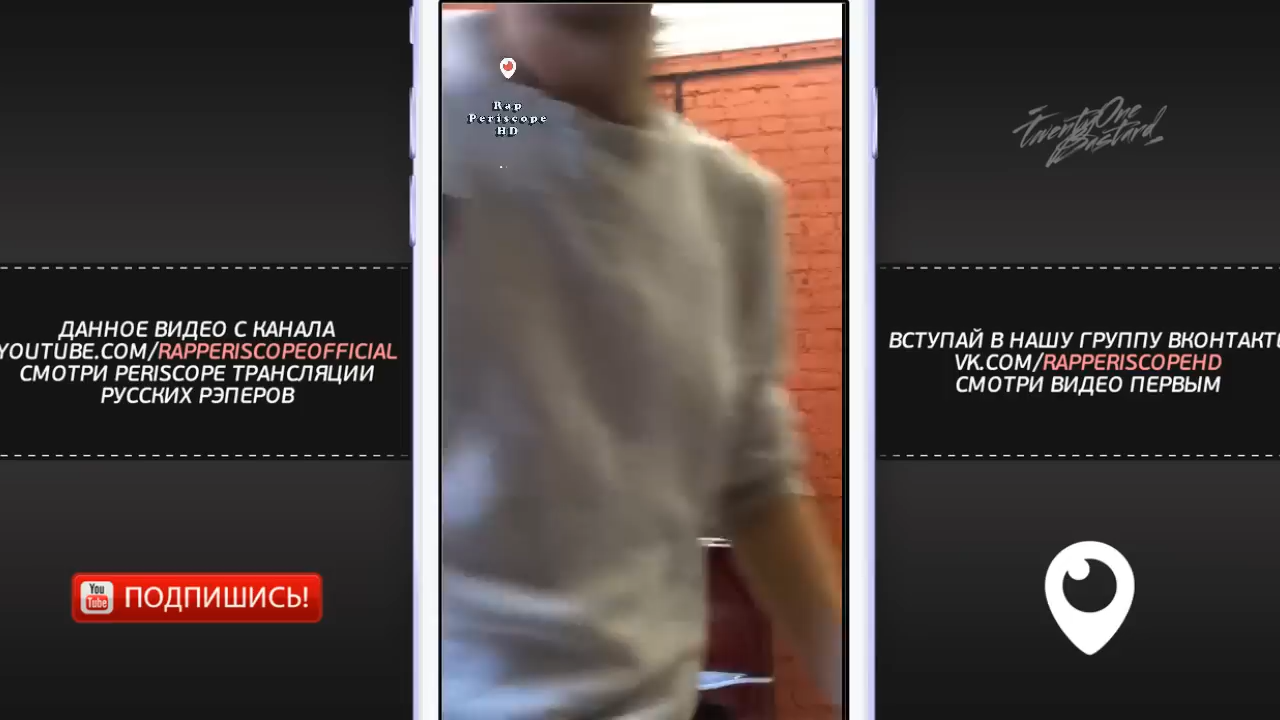 Rap
Periscope
HD
TwentyOne
Bastard
ДАННОЕ ВИДЕО С КАНАЛА
YOUTUBE.COM/RAPPERISCOPEOFFICIAL
СМОТРИ PERISCOPE ТРАНСЛЯЦИИ
РУССКИХ РЭПЕРОВ
ВСТУПАЙ В НАШУ ГРУППУ ВКОНТАКТЕ
VK.COM/RAPPERISCOPEHD
СМОТРИ ВИДЕО ПЕРВЫМ
You
Tube
ПОДПИШИСЬ!